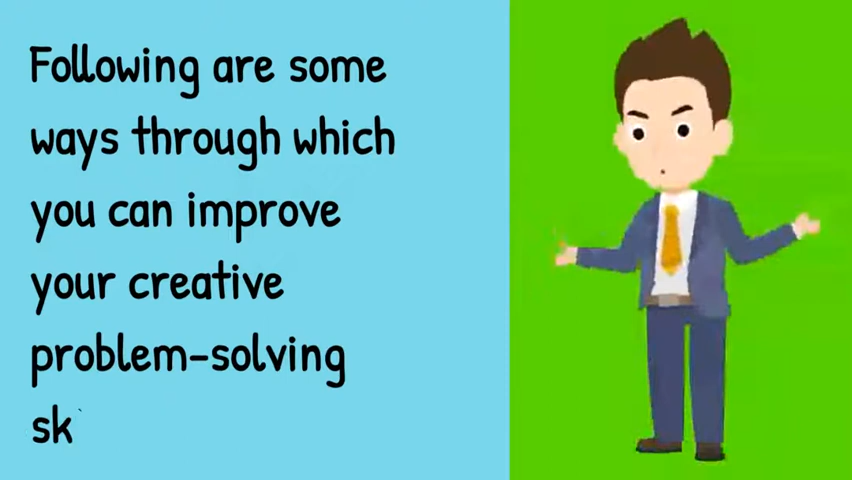 Following are some
ways through which
you can improve
your creative
problem-solving
sk